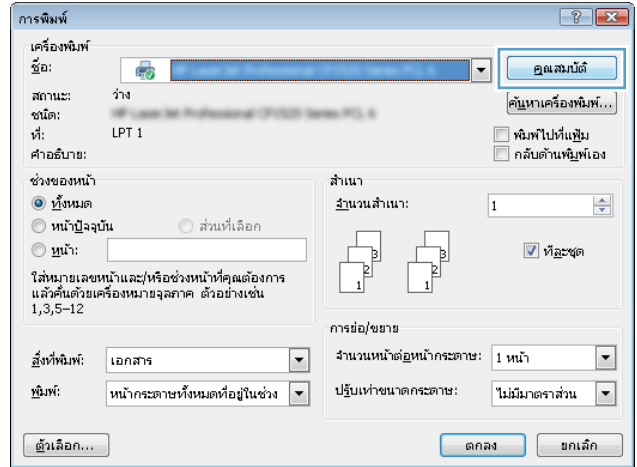 การพิมพ์
เครื่องพิมพ์
ชื่อ:
คุณสมบัติ
สถานะ: ว่าง
ค้นหาเครื่องพิมพ์...
ชนิด:
ที่: LPT 1
พิมพ์ไปที่แฟ้ม
คำอธิบาย:
กลับด้านพิมพ์เอง
ช่วงของหน้า
ทั้งหมด
หน้าปัจจุบัน ส่วนที่เลือก
หน้า:
ใส่หมายเลขหน้าและ/หรือช่วงหน้าที่คุณต้องการ
แล้วคั่นด้วยเครื่องหมายจุลภาค ตัวอย่างเช่น
1,3,5–12
สำเนา
จำนวนสำเนา: 1
3 3
2 2
1 1
ทีละชุด
สิ่งที่พิมพ์: เอกสาร
พิมพ์: หน้ากระดาษทั้งหมดที่อยู่ในช่วง
การย่อ/ขยาย
จำนวนหน้าต่อหน้ากระดาษ: 1 หน้า
ปรับเท่าขนาดกระดาษ: ไม่มีมาตราส่วน
ตัวเลือก...
ตกลง ยกเลิก